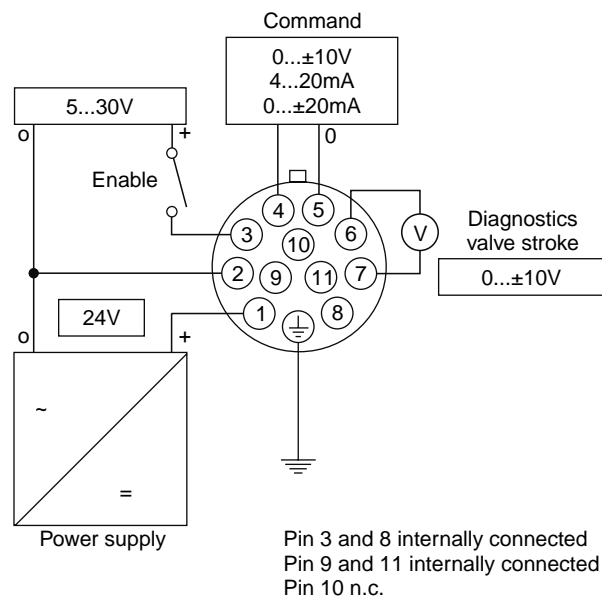 Command
0...±10V
4...20mA
0...±20mA
5...30V
o
+
0
Enable
4
5
3
6
10
V
Diagnostics
valve stroke
2
9
11
7
0...±10V
24V
1
8
o
+
~
=
Power supply
Pin 3 and 8 internally connected
Pin 9 and 11 internally connected
Pin 10 n.c.